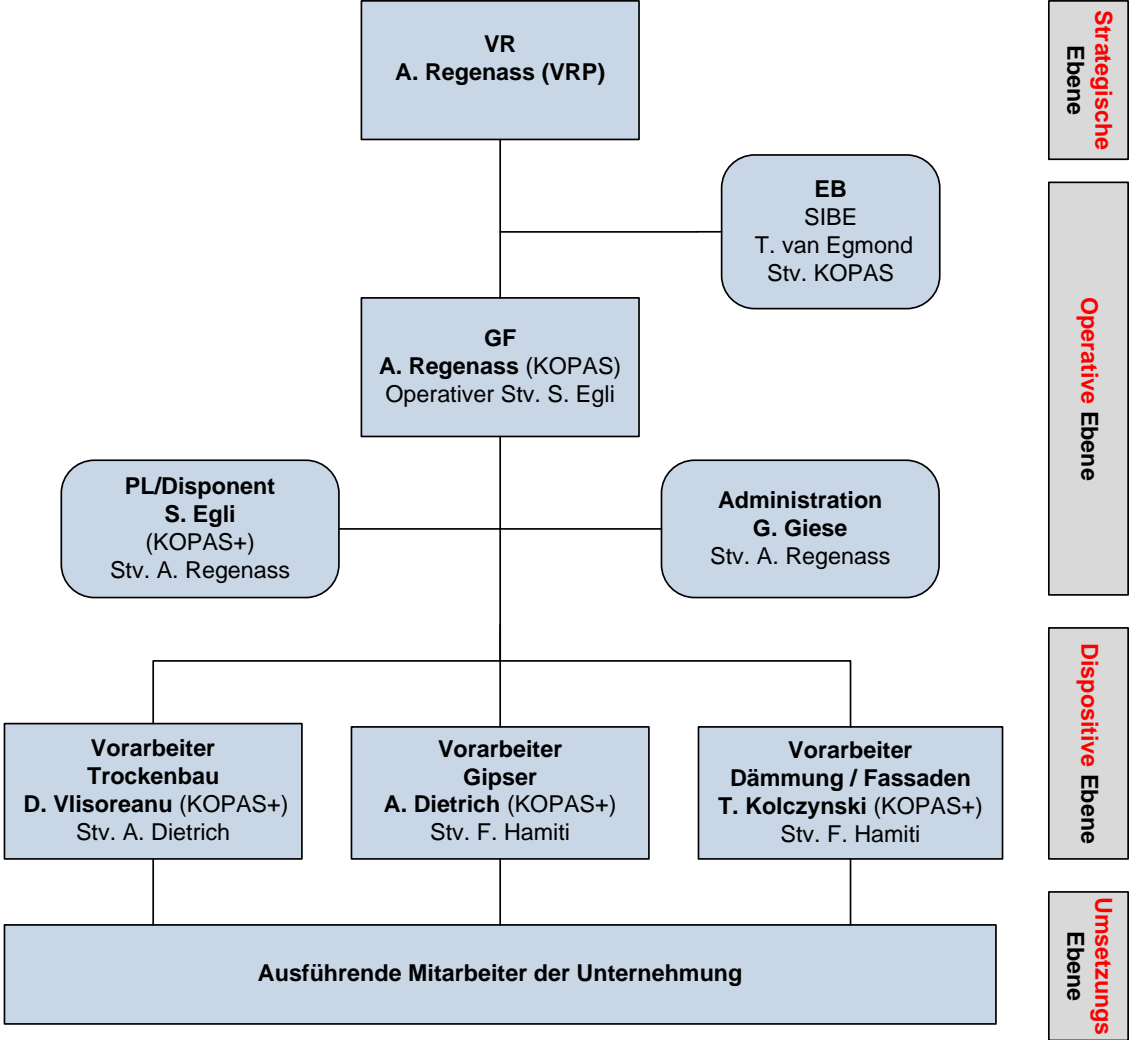 VR
A. Regenass (VRP)
Strategische
Ebene
EB
SIBE
T. van Egmond
Stv. KOPAS
GF
A. Regenass (KOPAS)
Operativer Stv. S. Egli
Operative Ebene
PL/Disponent
S. Egli
(KOPAS+)
Stv. A. Regenass
Administration
G. Giese
Stv. A. Regenass
Vorarbeiter
Trockenbau
D. Vlisoreanu (KOPAS+)
Stv. A. Dietrich
Vorarbeiter
Gipser
A. Dietrich (KOPAS+)
Stv. F. Hamiti
Vorarbeiter
Dämmung / Fassaden
T. Kolczynski (KOPAS+)
Stv. F. Hamiti
Dispositive Ebene
Ausführende Mitarbeiter der Unternehmung
Umsetzungs
Ebene